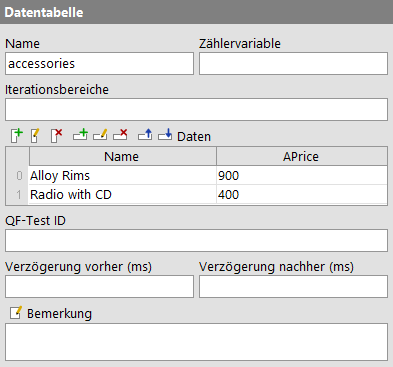 Datentabelle
Name Zählervariable
accessories
Iterationsbereiche
Daten
Name APrice
0 Alloy Rims 900
1 Radio with CD 400
QF-Test ID
Verzögerung vorher (ms) Verzögerung nachher (ms)
Bemerkung